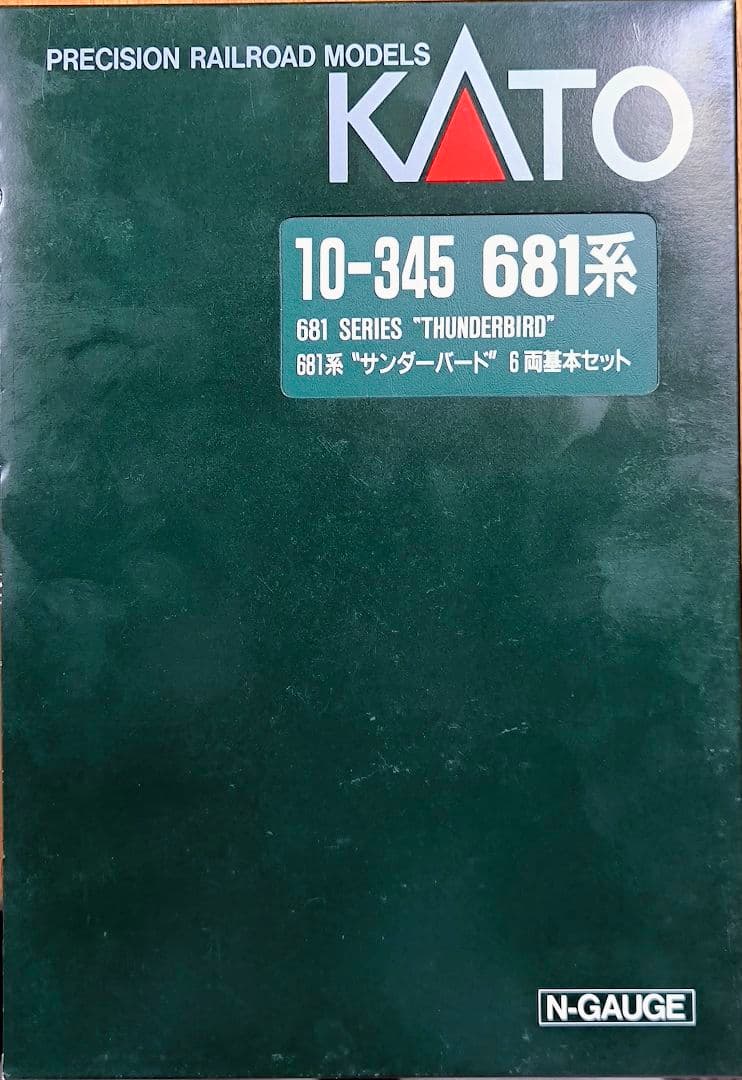 PRECISION RAILROAD MODELS
KATO
10-345 681系
681 SERIES "THUNDERBIRD"
681系 "サンダーバード" 6両基本セット
N-GAUGE